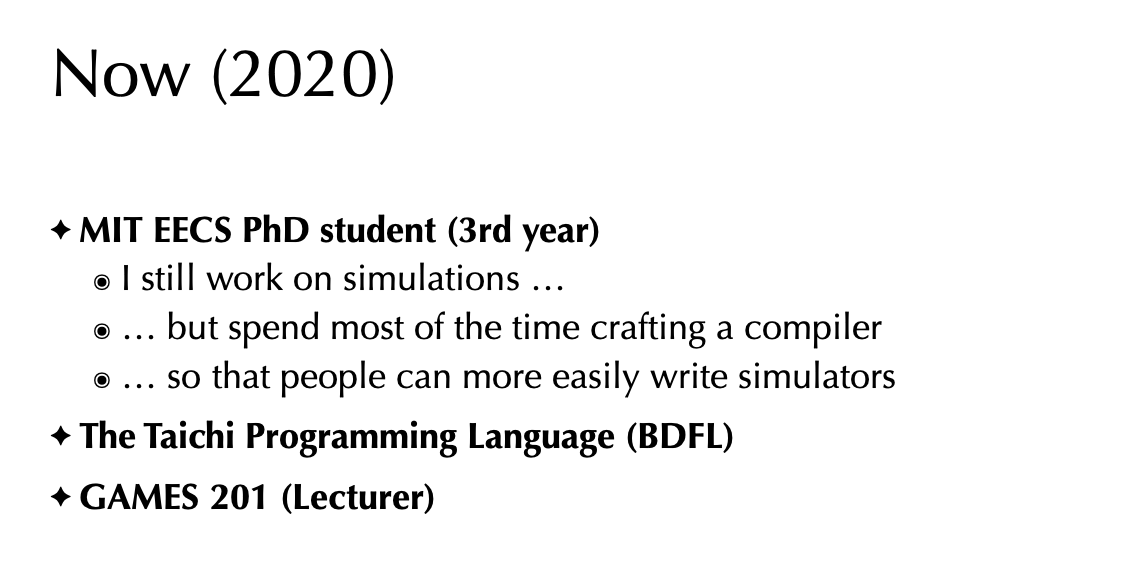 Now (2020)
✦ MIT EECS PhD student (3rd year)
◉ I still work on simulations …
◉ … but spend most of the time crafting a compiler
◉ … so that people can more easily write simulators
✦ The Taichi Programming Language (BDFL)
✦ GAMES 201 (Lecturer)